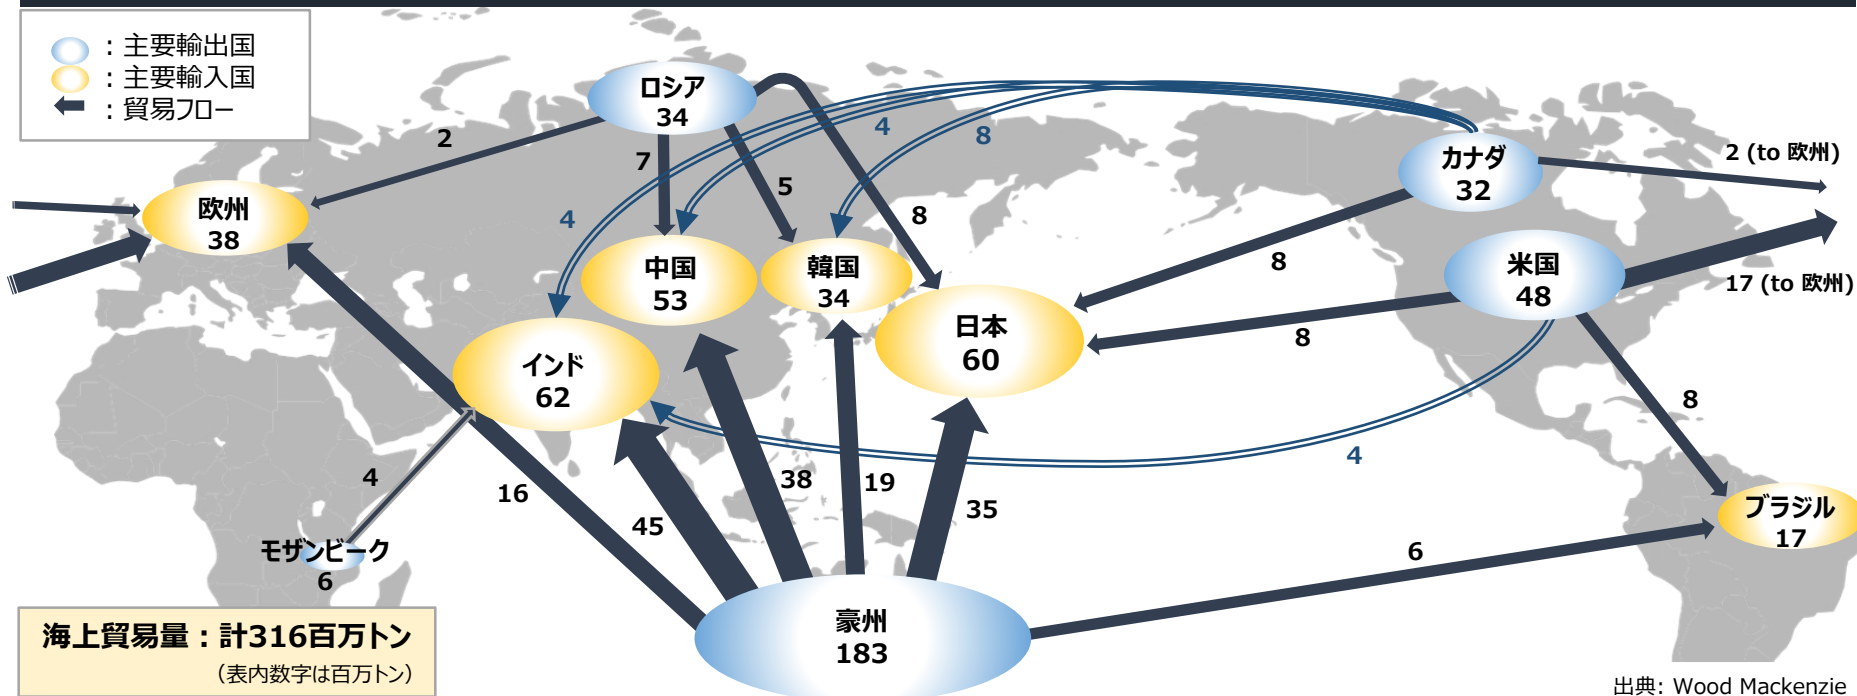 ：主要輸出国
：主要輸入国
：貿易フロー
ロシア
34
2
7
5
8
4
8
4
カナダ
32
2 (to 欧州)
欧州
38
中国
53
韓国
34
8
米国
48
17 (to 欧州)
日本
60
8
インド
62
8
4
4
16
45
38
19
35
ブラジル
17
モザンビーク
6
6
豪州
183
海上貿易量：計316百万トン
（表内数字は百万トン）
出典: Wood Mackenzie